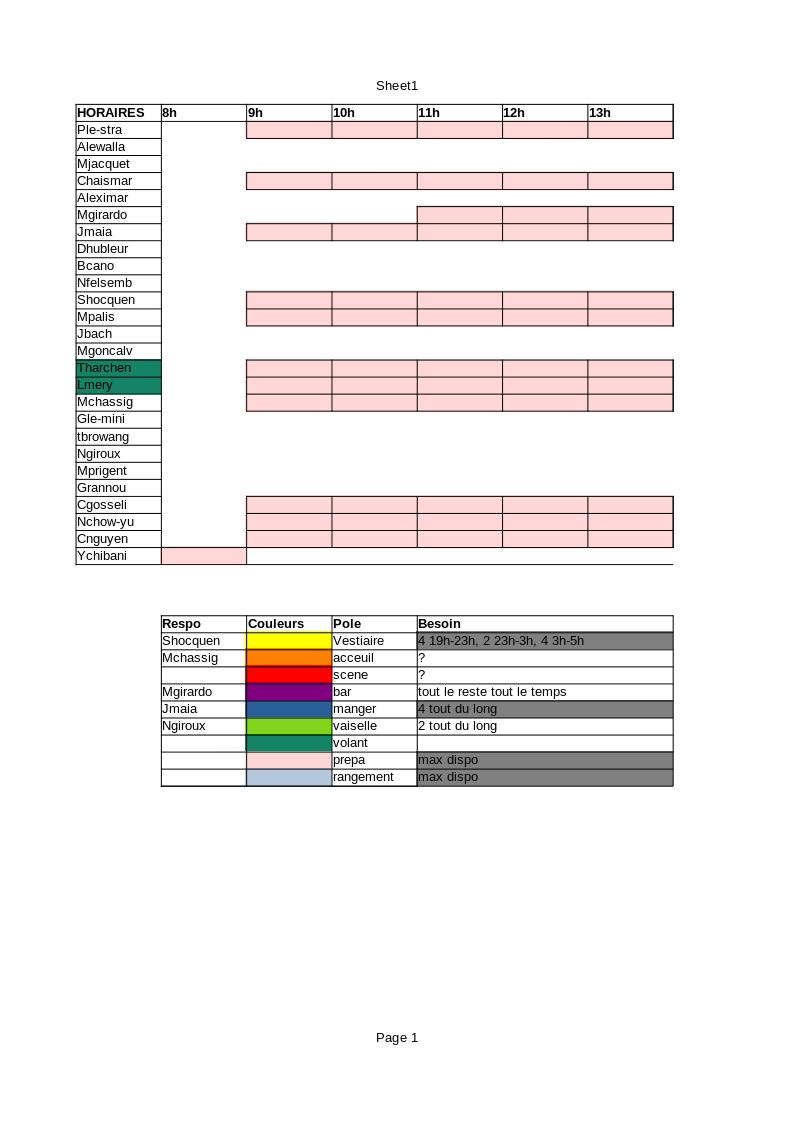 Sheet1
HORAIRES 8h 9h 10h 11h 12h 13h
Ple-stra
Alewalla
Mjacquet
Chaismar
Aleximar
Mgirardo
Jmaia
Dhubleur
Bcano
Nfelsemb
Shocquen
Mpalis
Jbach
Mgoncalv
Tharchen
Lmery
Mchassig
Gle-mini
tbrowang
Ngiroux
Mprigent
Grannou
Cgosseli
Nchow-yu
Cnguyen
Ychibani
Respo Couleurs Pole Besoin
Shocquen Vestiaire 4 19h-23h, 2 23h-3h, 4 3h-5h
Mchassig acceuil ?
scene ?
Mgirardo bar tout le reste tout le temps
Jmaia manger 4 tout du long
Ngiroux vaiselle 2 tout du long
volant
prepa max dispo
rangement max dispo
Page 1